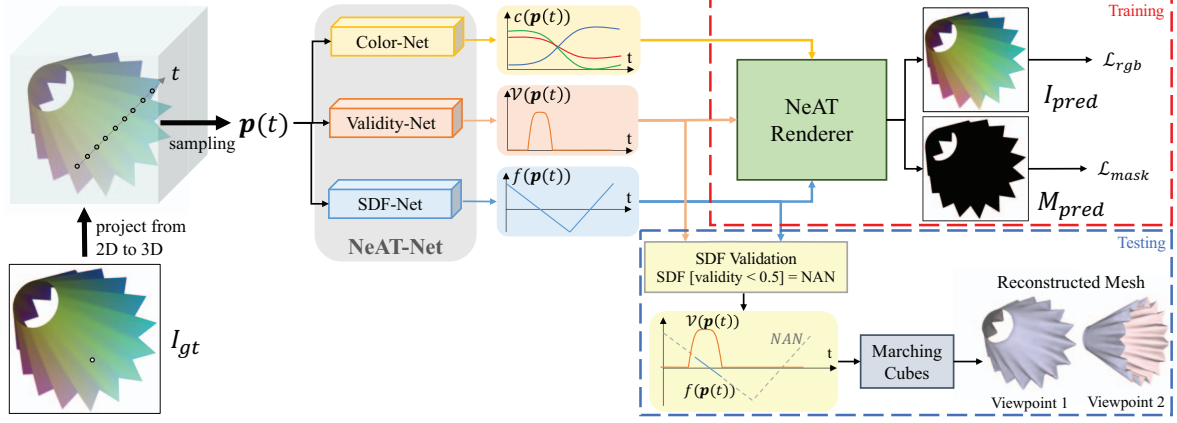 t
sampling
p(t)
project from
2D to 3D
I_gt
Color-Net
Validity-Net
SDF-Net
NeAT-Net
c(p(t))
t
𝒱(p(t))
t
f(p(t))
t
Training
NeAT
Renderer
ℒ_rgb
I_pred
ℒ_mask
M_pred
Testing
SDF Validation
SDF [validity < 0.5] = NAN
𝒱(p(t))
NAN
t
f(p(t))
Marching
Cubes
Reconstructed Mesh
Viewpoint 1
Viewpoint 2